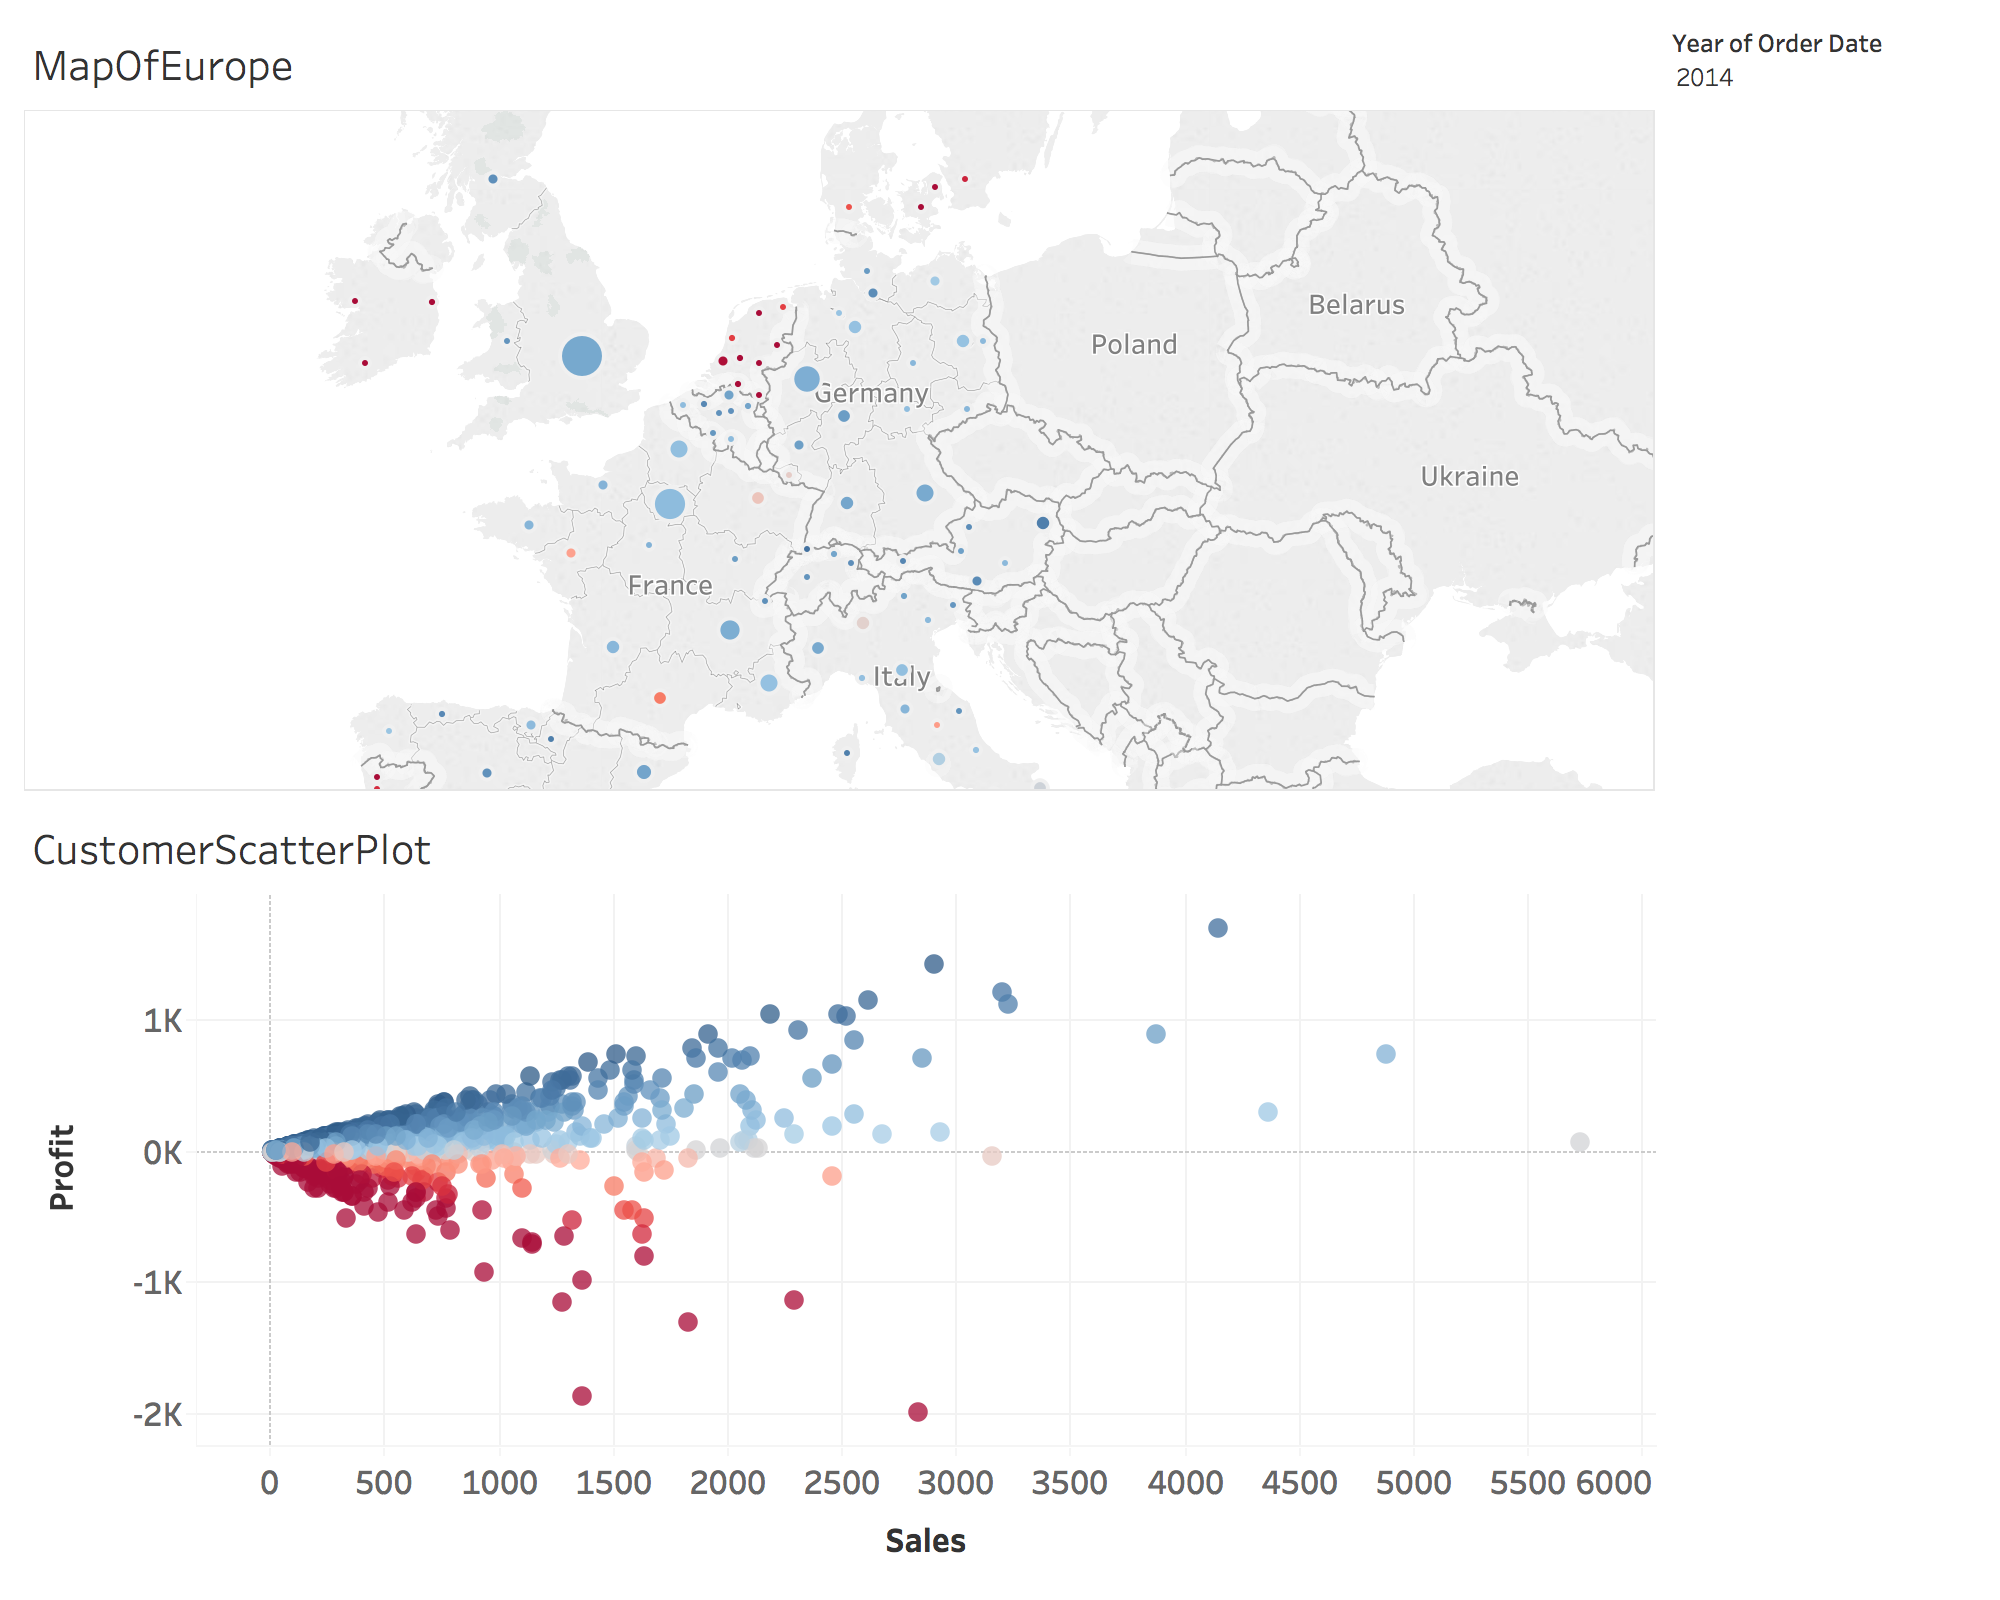 MapOfEurope
Year of Order Date
2014
Belarus
Poland
Germany
Ukraine
France
Italy
CustomerScatterPlot
1K
0K
-1K
-2K
Profit
0 500 1000 1500 2000 2500 3000 3500 4000 4500 5000 5500 6000
Sales